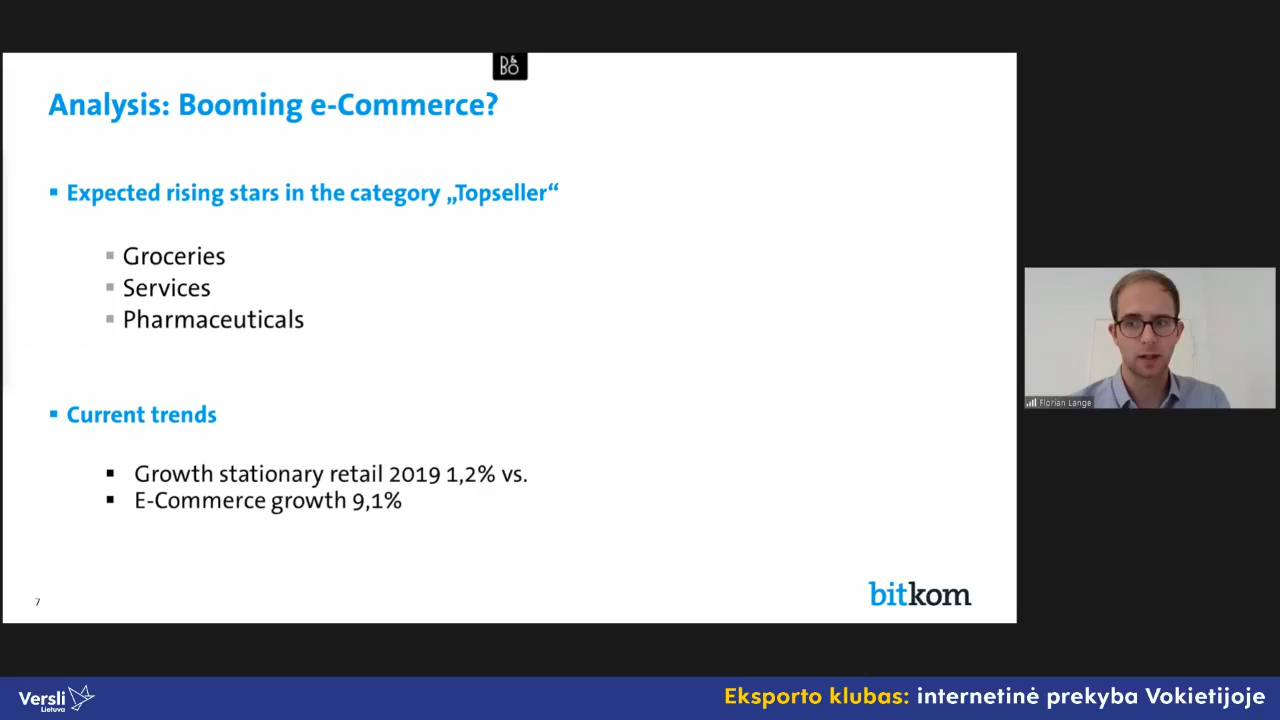 B&O
Analysis: Booming e-Commerce?
Expected rising stars in the category „Topseller“
Groceries
Services
Pharmaceuticals
Current trends
Growth stationary retail 2019 1,2% vs.
E-Commerce growth 9,1%
7
bitkom
Florian Lange
Versli
Lietuva
Eksporto klubas: internetinė prekyba Vokietijoje